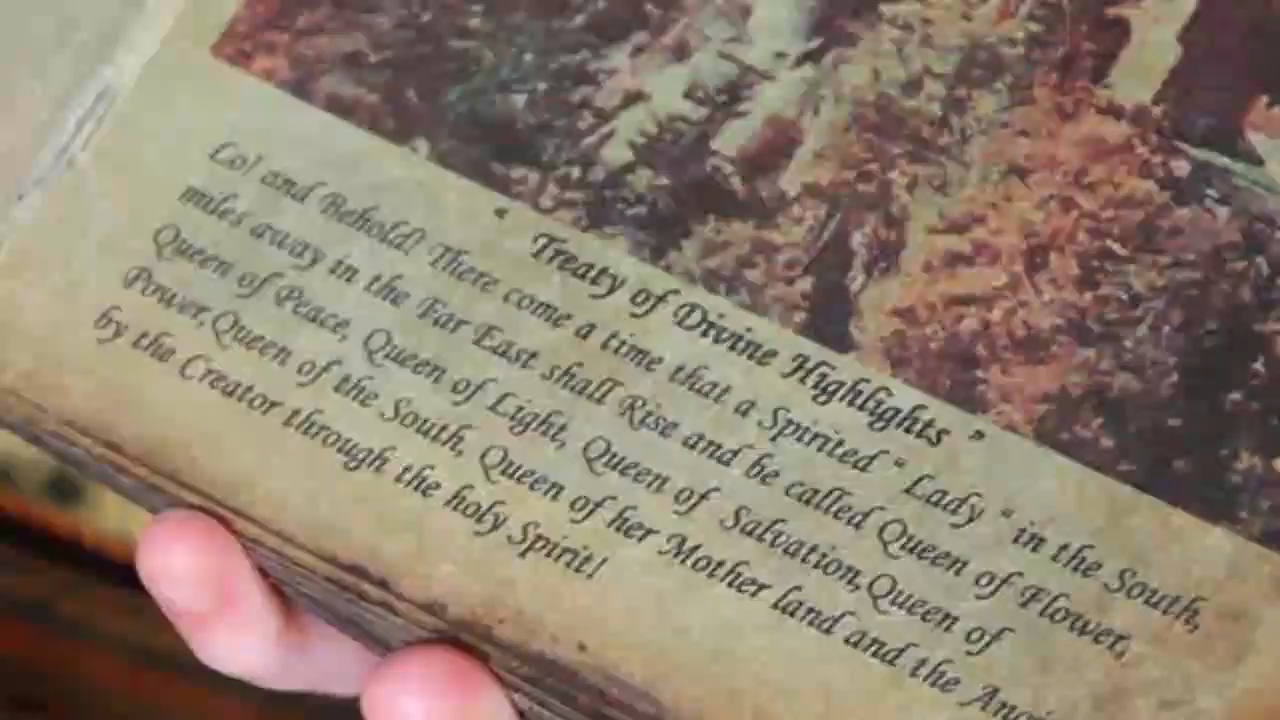 “ Treaty of Divine Highlights ”
Lo! and Behold! There come a time that a Spirited “ Lady “ in the South,
miles away in the Far East shall Rise and be called Queen of Flower,
Queen of Peace, Queen of Light, Queen of Salvation,Queen of
Power,Queen of the South, Queen of her Mother land and the
by the Creator through the holy Spirit!